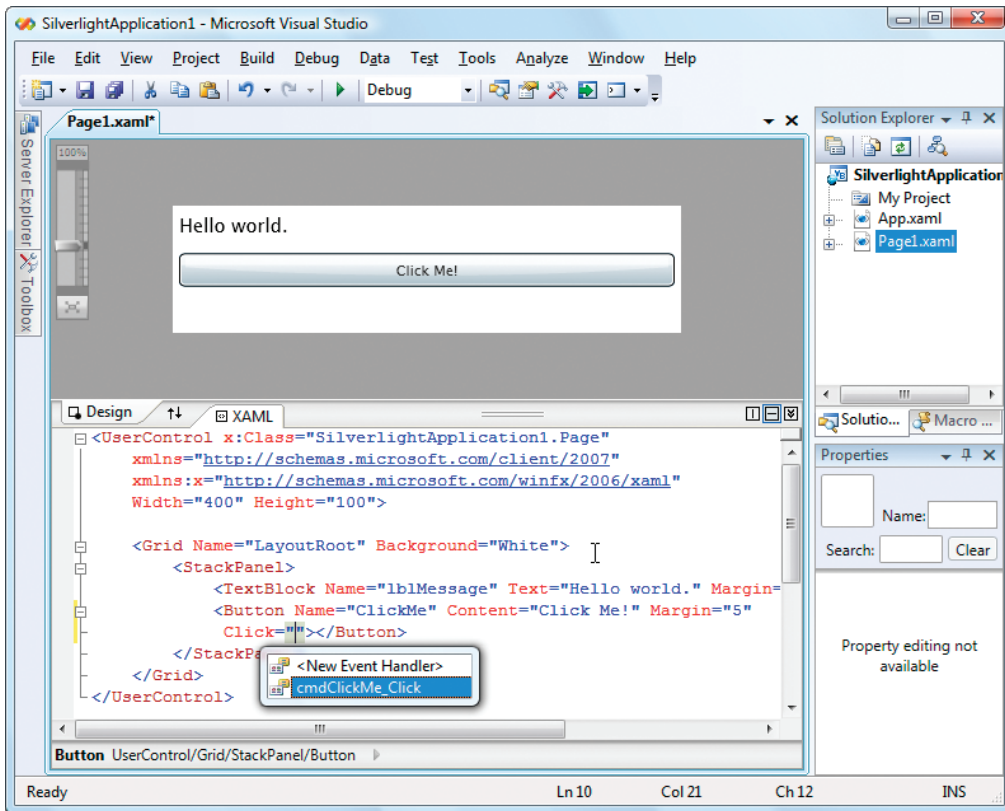 SilverlightApplication1 - Microsoft Visual Studio
File Edit View Project Build Debug Data Test Tools Analyze Window Help
Debug
Server Explorer
Toolbox
Page1.xaml*
100%
Hello world.
Click Me!
Design
XAML
<UserControl x:Class="SilverlightApplication1.Page"
xmlns="http://schemas.microsoft.com/client/2007"
xmlns:x="http://schemas.microsoft.com/winfx/2006/xaml"
Width="400" Height="100">
<Grid Name="LayoutRoot" Background="White">
<StackPanel>
<TextBlock Name="lblMessage" Text="Hello world." Margin=
<Button Name="ClickMe" Content="Click Me!" Margin="5"
Click=""></Button>
</StackPa
<New Event Handler>
cmdClickMe_Click
</Grid>
</UserControl>
Button UserControl/Grid/StackPanel/Button
Solution Explorer
SilverlightApplication
My Project
App.xaml
Page1.xaml
Solutio... Macro ...
Properties
Name:
Search: Clear
Property editing not
available
Ready Ln 10 Col 21 Ch 12 INS